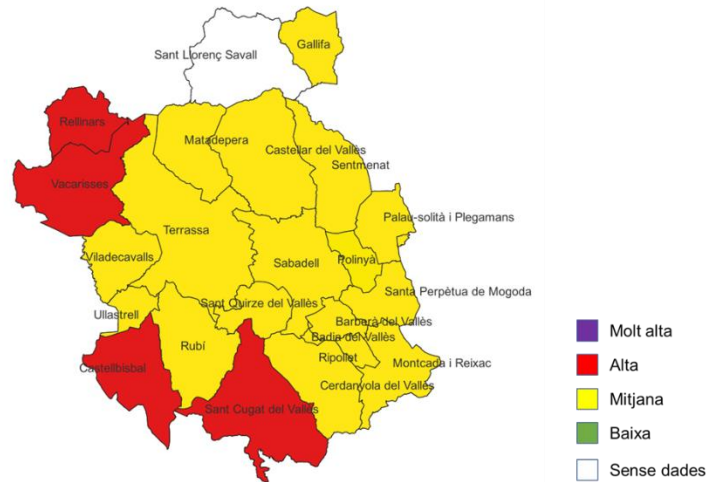 Gallifa
Sant Llorenç Savall
Rellinars
Matadepera
Castellar del Vallès
Sentmenat
Vacarisses
Palau-solità i Plegamans
Terrassa
Viladecavalls
Sabadell
Polinyà
Santa Perpètua de Mogoda
Ullastrell
Sant Quirze del Vallès
Barberà del Vallès
Badia del Vallès
Rubí
Ripollet
Montcada i Reixac
Castellbisbal
Cerdanyola del Vallès
Sant Cugat del Vallès
Molt alta
Alta
Mitjana
Baixa
Sense dades